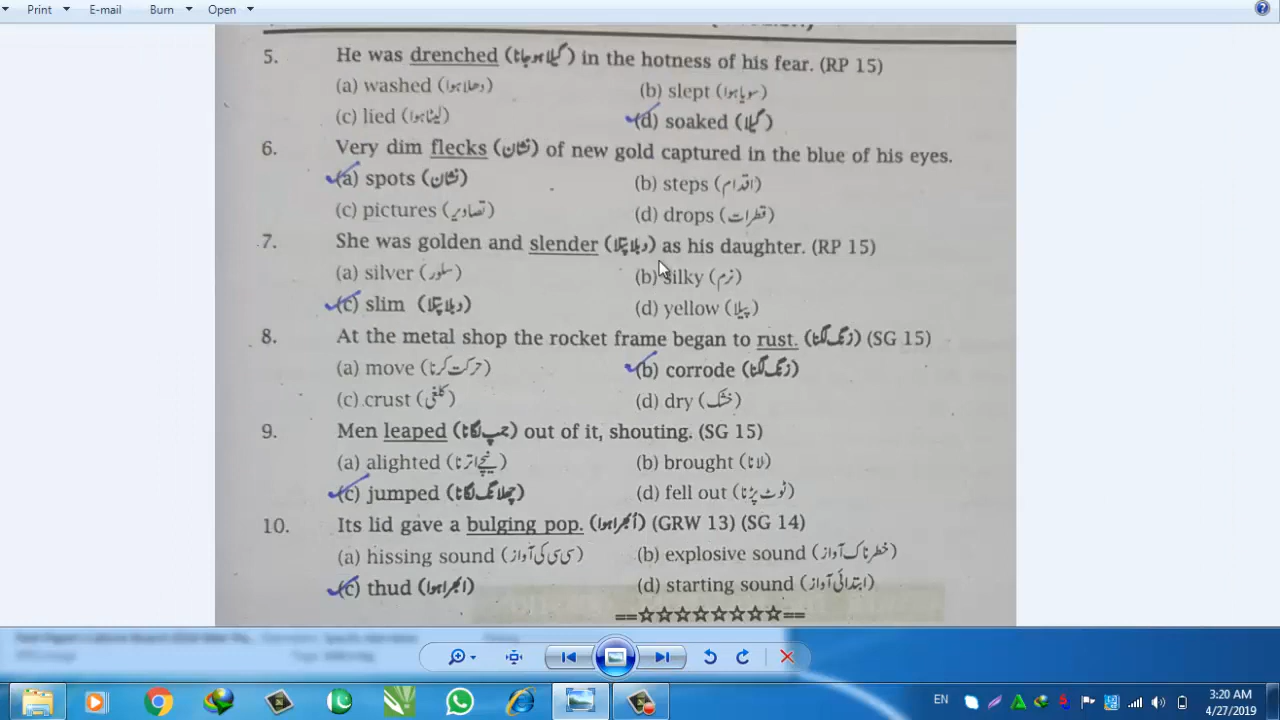 Print E-mail Burn Open
5. He was drenched (گیلا ہو جانا) in the hotness of his fear. (RP 15)
(a) washed (دھلا ہوا) (b) slept (سویا ہوا)
(c) lied (لیٹا ہوا) (d) soaked (گیلا)
6. Very dim flecks (نشان) of new gold captured in the blue of his eyes.
(a) spots (نشان) (b) steps (اقدام)
(c) pictures (تصاویر) (d) drops (قطرات)
7. She was golden and slender (دبلا پتلا) as his daughter. (RP 15)
(a) silver (سلور) (b) silky (نرم)
(c) slim (دبلا پتلا) (d) yellow (پیلا)
8. At the metal shop the rocket frame began to rust. (زنگ لگنا) (SG 15)
(a) move (حرکت کرنا) (b) corrode (زنگ لگنا)
(c) crust (کلغی) (d) dry (خشک)
9. Men leaped (جمپ لگانا) out of it, shouting. (SG 15)
(a) alighted (نیچے اترنا) (b) brought (لانا)
(c) jumped (چھلانگ لگانا) (d) fell out (ٹوٹ پڑنا)
10. Its lid gave a bulging pop. (اُبھرا ہوا) (GRW 13) (SG 14)
(a) hissing sound (سی سی کی آواز) (b) explosive sound (خطرناک آواز)
(c) thud (ابھرا ہوا) (d) starting sound (ابتدائی آواز)
==☆☆☆☆☆☆☆☆==
EN 3:20 AM
4/27/2019